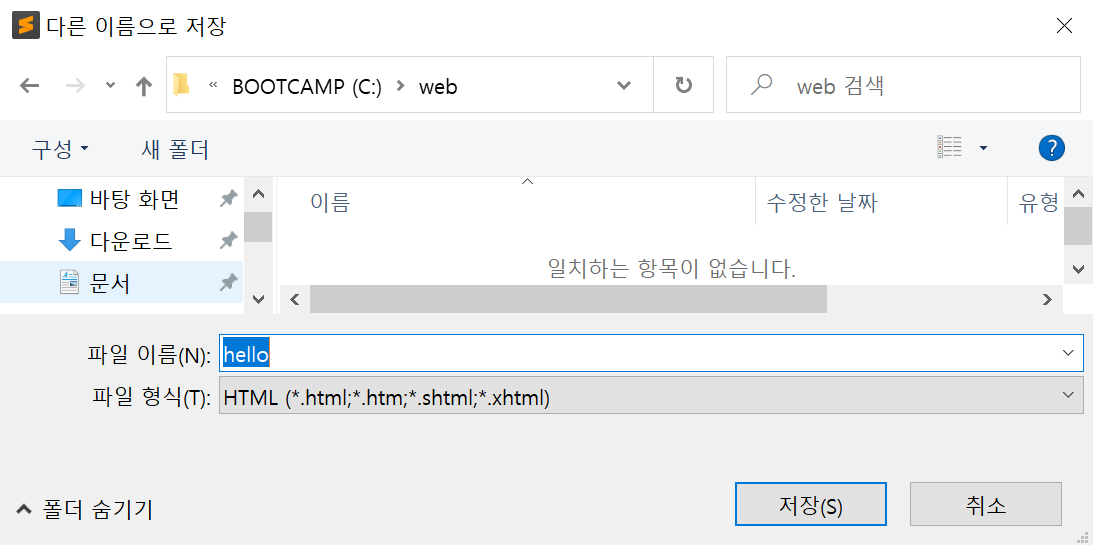 다른 이름으로 저장
« BOOTCAMP (C:) › web
web 검색
구성 새 폴더
?
바탕 화면
다운로드
문서
이름 수정한 날짜 유형
일치하는 항목이 없습니다.
파일 이름(N): hello
파일 형식(T): HTML (*.html;*.htm;*.shtml;*.xhtml)
폴더 숨기기
저장(S) 취소